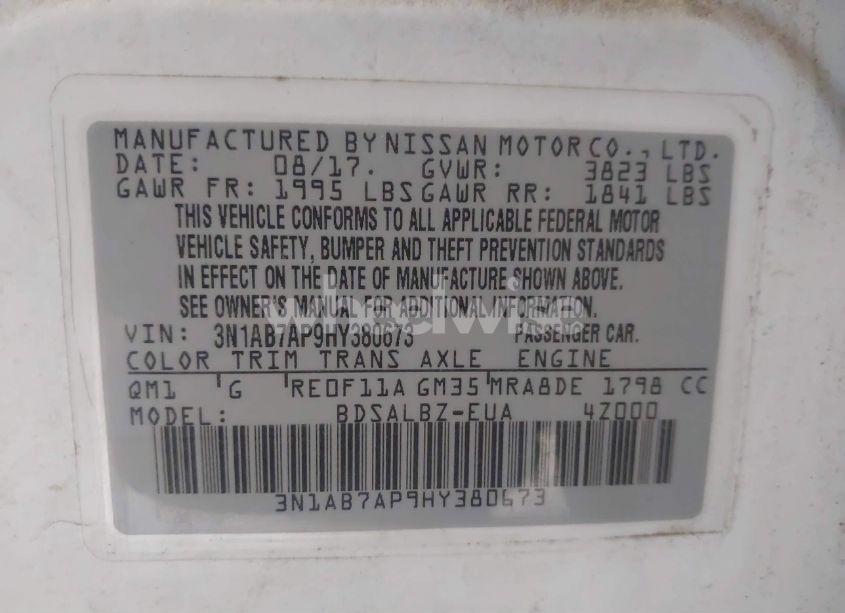 MANUFACTURED BY NISSAN MOTOR CO., LTD.
DATE: 08/17. GVWR: 3823 LBS
GAWR FR: 1995 LBS GAWR RR: 1841 LBS
THIS VEHICLE CONFORMS TO ALL APPLICABLE FEDERAL MOTOR
VEHICLE SAFETY, BUMPER AND THEFT PREVENTION STANDARDS
IN EFFECT ON THE DATE OF MANUFACTURE SHOWN ABOVE.
SEE OWNER'S MANUAL FOR ADDITIONAL INFORMATION.
VIN: 3N1AB7AP9HY380673 PASSENGER CAR.
COLOR TRIM TRANS AXLE ENGINE
QM1 G RE0F11A GM35 MRA8DE 1798 CC
MODEL: BDSALBZ-EUA 4Z000
3N1AB7AP9HY380673